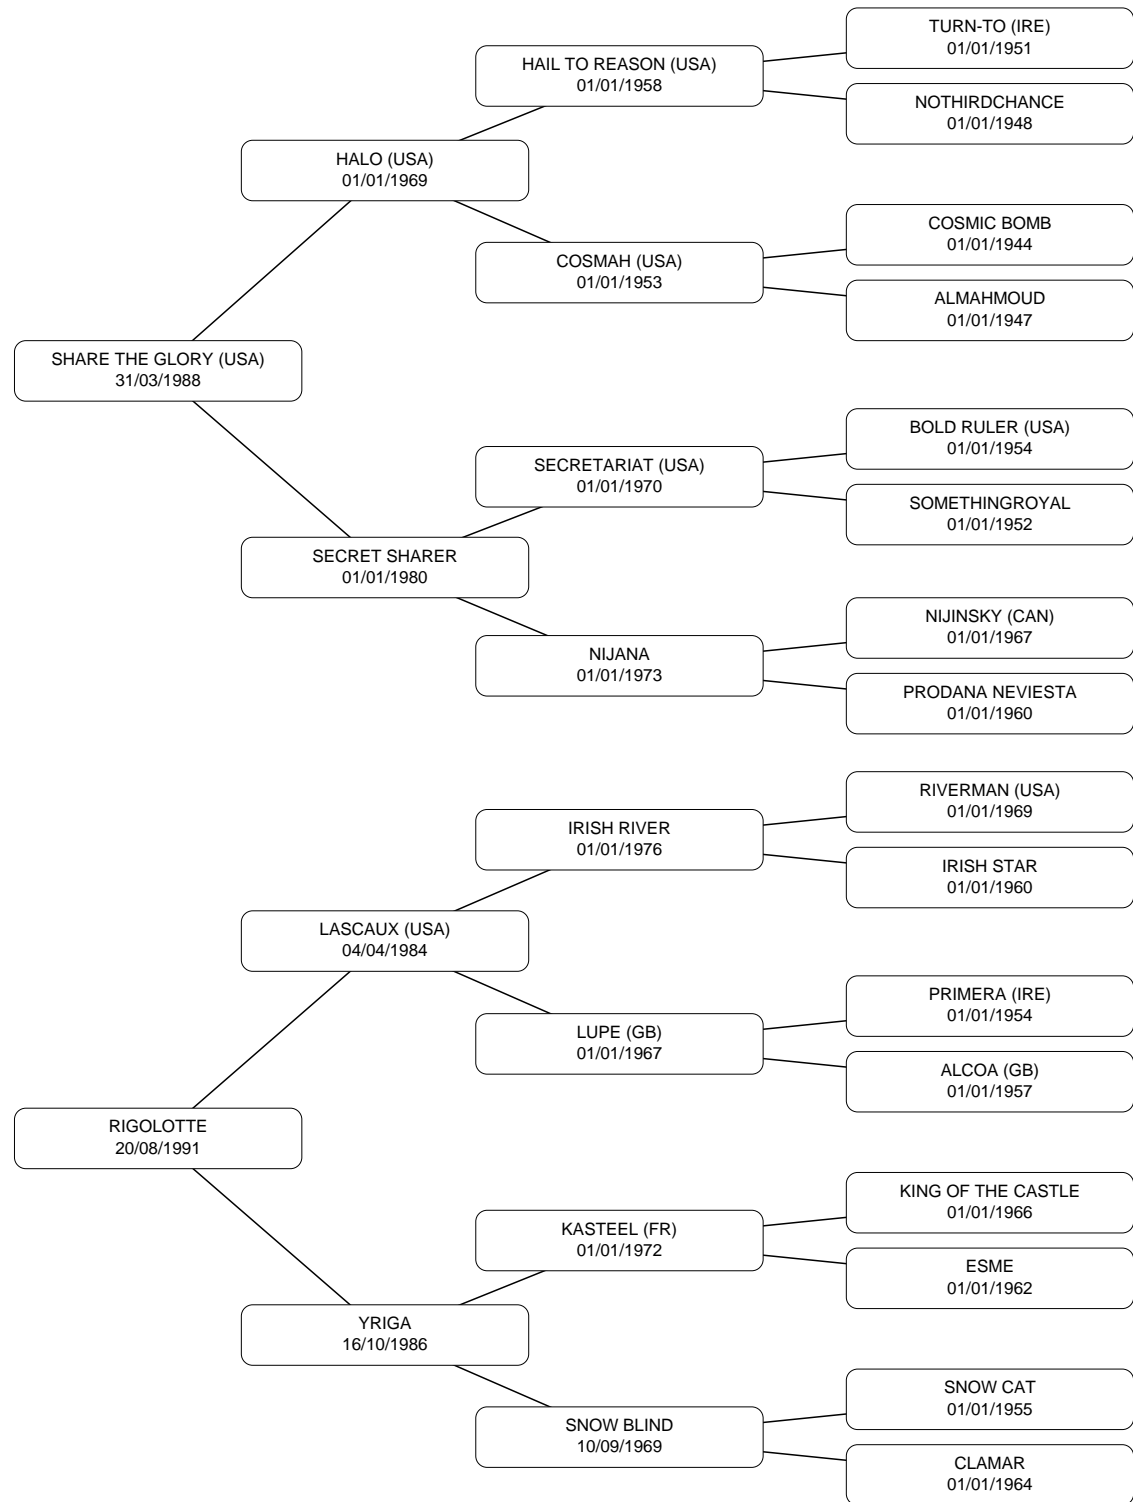 TURN-TO (IRE)
01/01/1951
HAIL TO REASON (USA)
01/01/1958
NOTHIRDCHANCE
01/01/1948
HALO (USA)
01/01/1969
COSMIC BOMB
01/01/1944
COSMAH (USA)
01/01/1953
ALMAHMOUD
01/01/1947
SHARE THE GLORY (USA)
31/03/1988
BOLD RULER (USA)
01/01/1954
SECRETARIAT (USA)
01/01/1970
SOMETHINGROYAL
01/01/1952
SECRET SHARER
01/01/1980
NIJINSKY (CAN)
01/01/1967
NIJANA
01/01/1973
PRODANA NEVIESTA
01/01/1960
RIVERMAN (USA)
01/01/1969
IRISH RIVER
01/01/1976
IRISH STAR
01/01/1960
LASCAUX (USA)
04/04/1984
PRIMERA (IRE)
01/01/1954
LUPE (GB)
01/01/1967
ALCOA (GB)
01/01/1957
RIGOLOTTE
20/08/1991
KING OF THE CASTLE
01/01/1966
KASTEEL (FR)
01/01/1972
ESME
01/01/1962
YRIGA
16/10/1986
SNOW CAT
01/01/1955
SNOW BLIND
10/09/1969
CLAMAR
01/01/1964